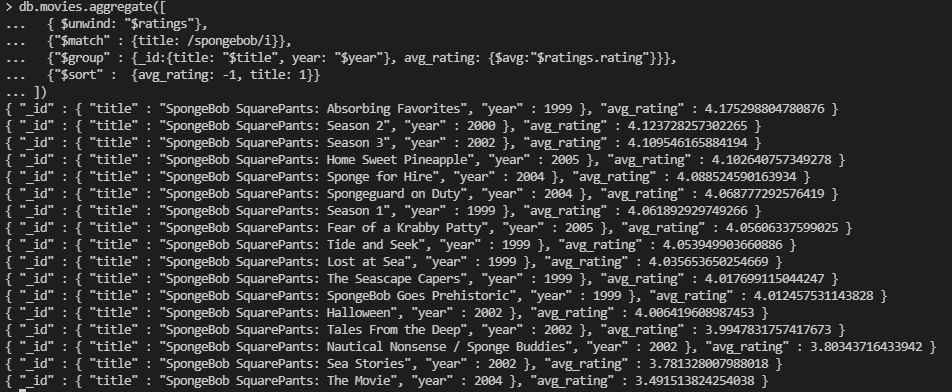 > db.movies.aggregate([
...   { $unwind: "$ratings"},
...   {"$match" : {title: /spongebob/i}},
...   {"$group" : {_id:{title: "$title", year: "$year"}, avg_rating: {$avg:"$ratings.rating"}}},
...   {"$sort" :  {avg_rating: -1, title: 1}}
... ])
{ "_id" : { "title" : "SpongeBob SquarePants: Absorbing Favorites", "year" : 1999 }, "avg_rating" : 4.175298804780876 }
{ "_id" : { "title" : "SpongeBob SquarePants: Season 2", "year" : 2000 }, "avg_rating" : 4.123728257302265 }
{ "_id" : { "title" : "SpongeBob SquarePants: Season 3", "year" : 2002 }, "avg_rating" : 4.109546165884194 }
{ "_id" : { "title" : "SpongeBob SquarePants: Home Sweet Pineapple", "year" : 2005 }, "avg_rating" : 4.102640757349278 }
{ "_id" : { "title" : "SpongeBob SquarePants: Sponge for Hire", "year" : 2004 }, "avg_rating" : 4.088524590163934 }
{ "_id" : { "title" : "SpongeBob SquarePants: Spongeguard on Duty", "year" : 2004 }, "avg_rating" : 4.068777292576419 }
{ "_id" : { "title" : "SpongeBob SquarePants: Season 1", "year" : 1999 }, "avg_rating" : 4.061892929749266 }
{ "_id" : { "title" : "SpongeBob SquarePants: Fear of a Krabby Patty", "year" : 2005 }, "avg_rating" : 4.05606337599025 }
{ "_id" : { "title" : "SpongeBob SquarePants: Tide and Seek", "year" : 1999 }, "avg_rating" : 4.053949903660886 }
{ "_id" : { "title" : "SpongeBob SquarePants: Lost at Sea", "year" : 1999 }, "avg_rating" : 4.035653650254669 }
{ "_id" : { "title" : "SpongeBob SquarePants: The Seascape Capers", "year" : 1999 }, "avg_rating" : 4.017699115044247 }
{ "_id" : { "title" : "SpongeBob SquarePants: SpongeBob Goes Prehistoric", "year" : 1999 }, "avg_rating" : 4.012457531143828 }
{ "_id" : { "title" : "SpongeBob SquarePants: Halloween", "year" : 2002 }, "avg_rating" : 4.006419608987453 }
{ "_id" : { "title" : "SpongeBob SquarePants: Tales From the Deep", "year" : 2002 }, "avg_rating" : 3.9947831757417673 }
{ "_id" : { "title" : "SpongeBob SquarePants: Nautical Nonsense / Sponge Buddies", "year" : 2002 }, "avg_rating" : 3.80343716433942 }
{ "_id" : { "title" : "SpongeBob SquarePants: Sea Stories", "year" : 2002 }, "avg_rating" : 3.781328007988018 }
{ "_id" : { "title" : "SpongeBob SquarePants: The Movie", "year" : 2004 }, "avg_rating" : 3.491513824254038 }